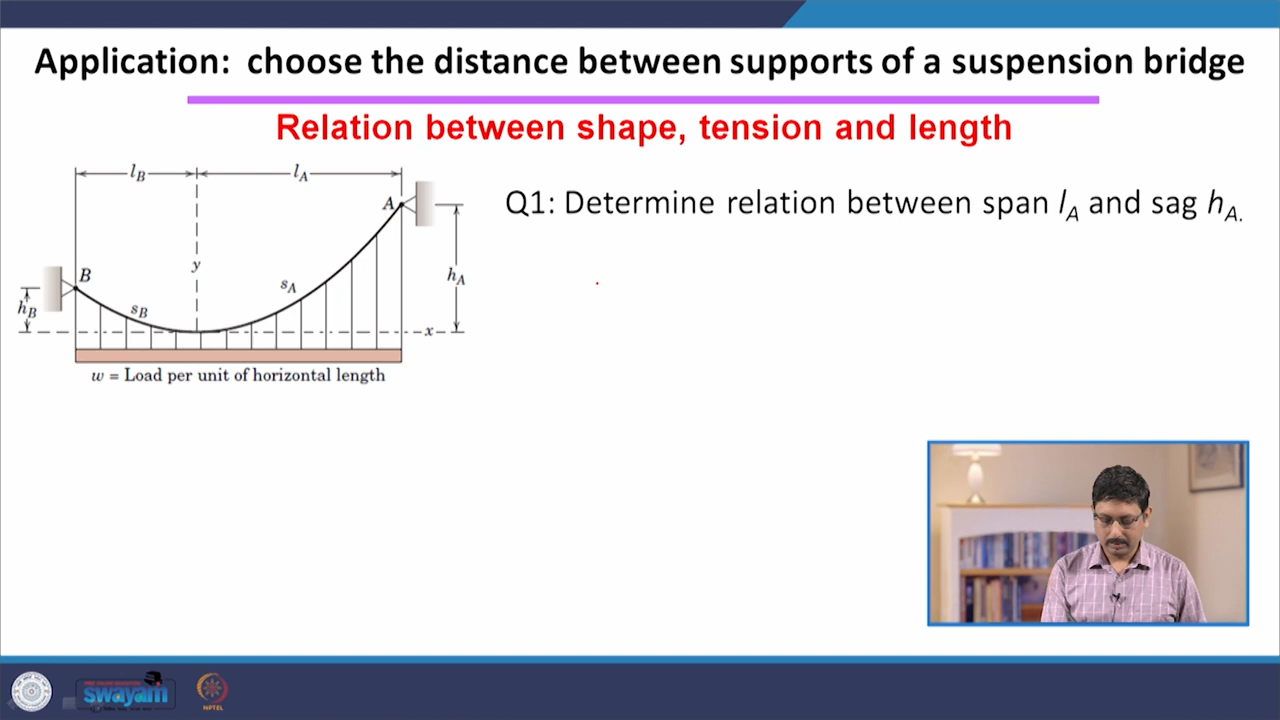 Application: choose the distance between supports of a suspension bridge
Relation between shape, tension and length
l_B
l_A
A
Q1: Determine relation between span l_A and sag h_A.
B
y
h_A
s_A
h_B
s_B
x
w = Load per unit of horizontal length
swayam
NPTEL